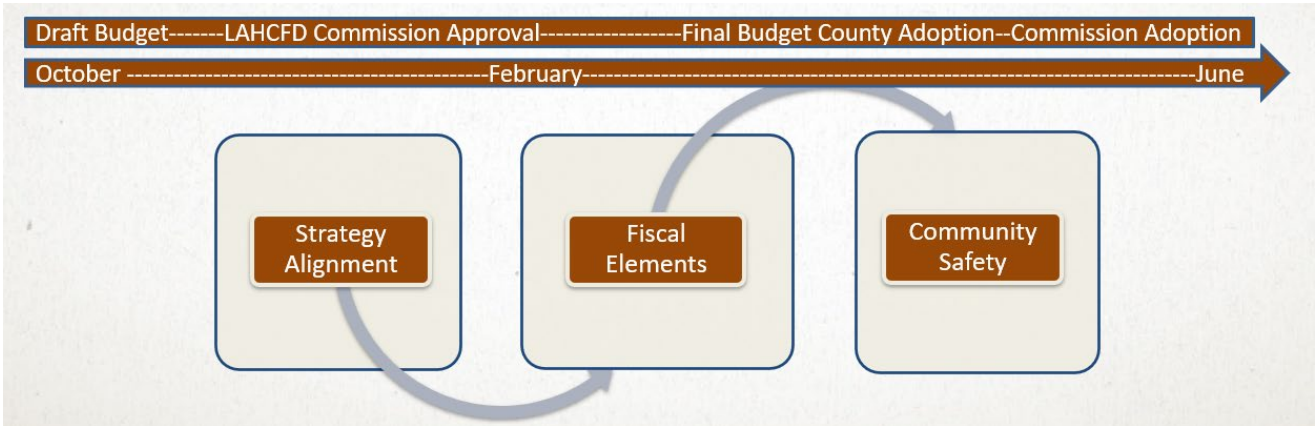 Draft Budget-------LAHCFD Commission Approval-----------------Final Budget County Adoption--Commission Adoption
October ---------------------------------------------February----------------------------------------------------------------------------June
Strategy
Alignment
Fiscal
Elements
Community
Safety